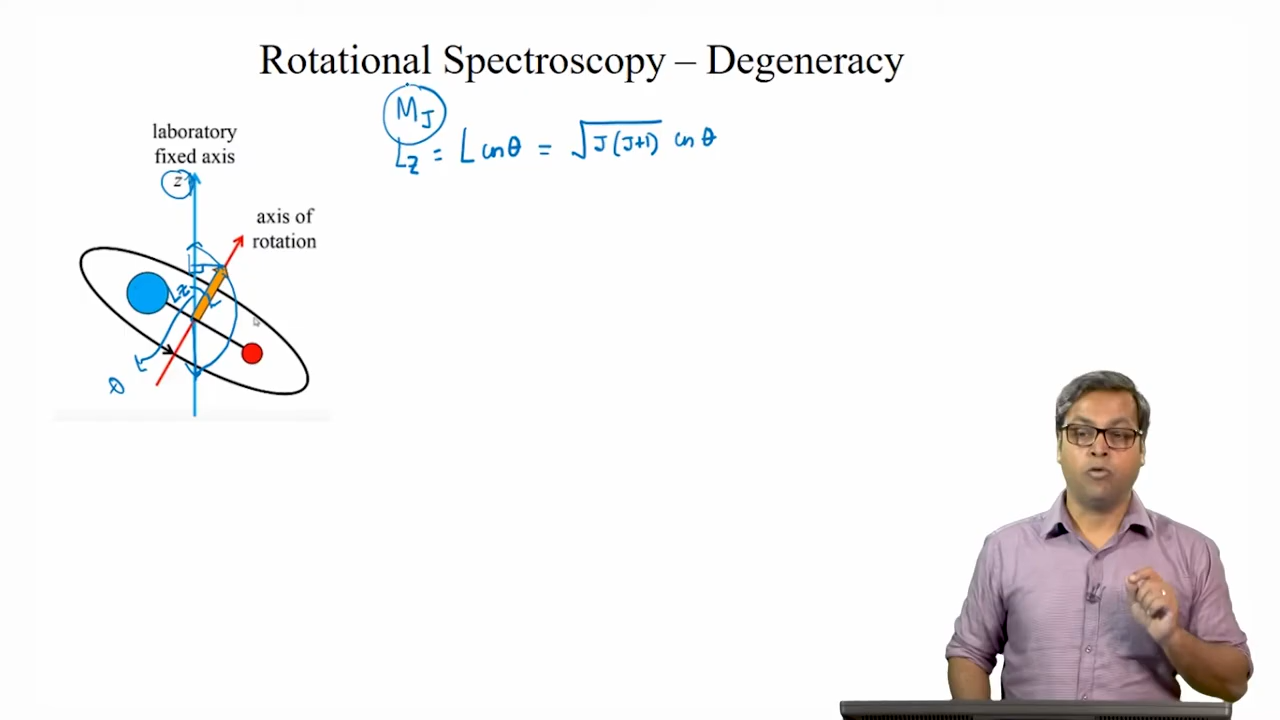 Rotational Spectroscopy – Degeneracy
M_J
L_z = L cos θ = √J(J+1) cos θ
laboratory
fixed axis
z
axis of
rotation
θ